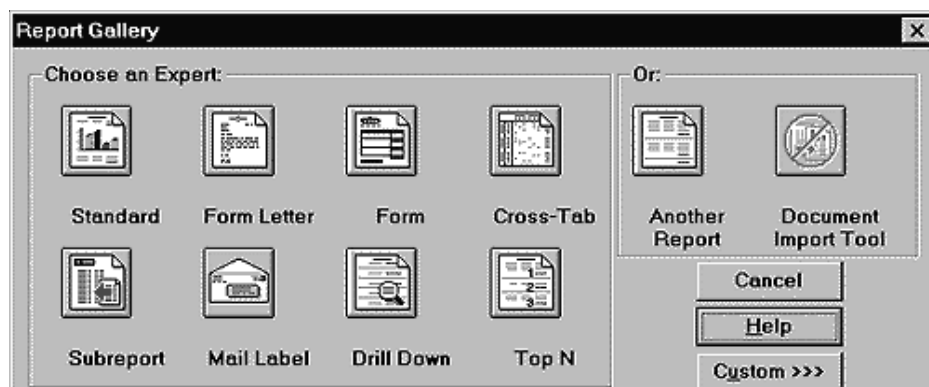 Report Gallery
Choose an Expert:
Standard
Form Letter
Form
Cross-Tab
Subreport
Mail Label
Drill Down
Top N
Or:
Another
Report
Document
Import Tool
Cancel
Help
Custom >>>